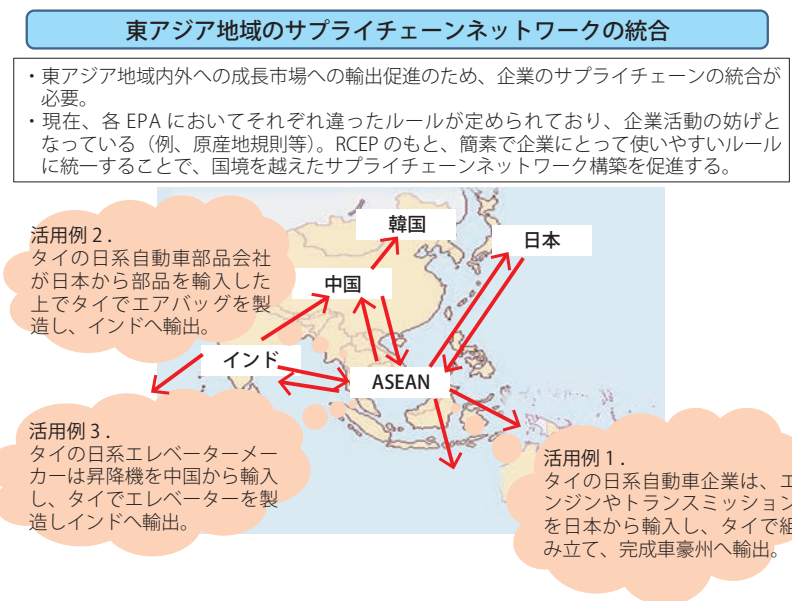 東アジア地域のサプライチェーンネットワークの統合
・東アジア地域内外への成長市場への輸出促進のため、企業のサプライチェーンの統合が
必要。
・現在、各 EPA においてそれぞれ違ったルールが定められており、企業活動の妨げと
なっている（例、原産地規則等）。RCEP のもと、簡素で企業にとって使いやすいルール
に統一することで、国境を越えたサプライチェーンネットワーク構築を促進する。
活用例 2．
タイの日系自動車部品会社
が日本から部品を輸入した
上でタイでエアバッグを製
造し、インドへ輸出。
韓国
日本
中国
インド
ASEAN
活用例 3．
タイの日系エレベーターメー
カーは昇降機を中国から輸入
し、タイでエレベーターを製
造しインドへ輸出。
活用例 1．
タイの日系自動車企業は、エ
ンジンやトランスミッション
を日本から輸入し、タイで組
み立て、完成車豪州へ輸出。